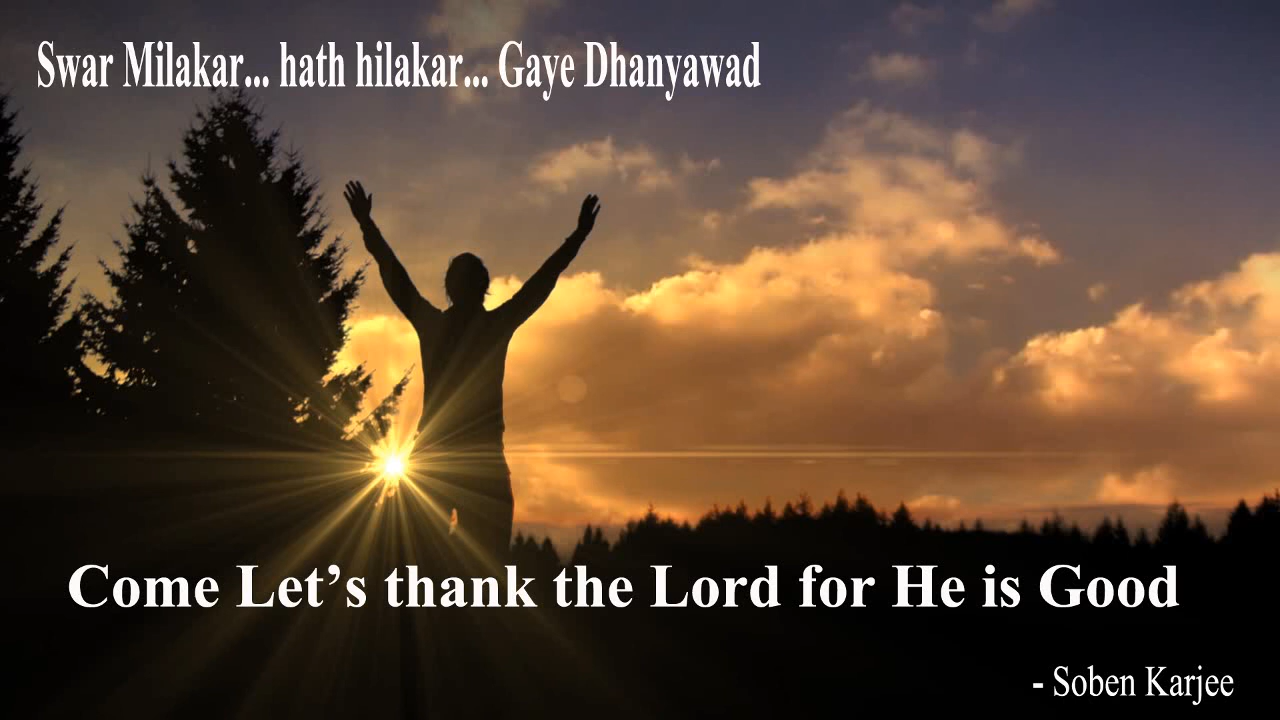 Swar Milakar... hath hilakar... Gaye Dhanyawad
Come Let’s thank the Lord for He is Good
- Soben Karjee